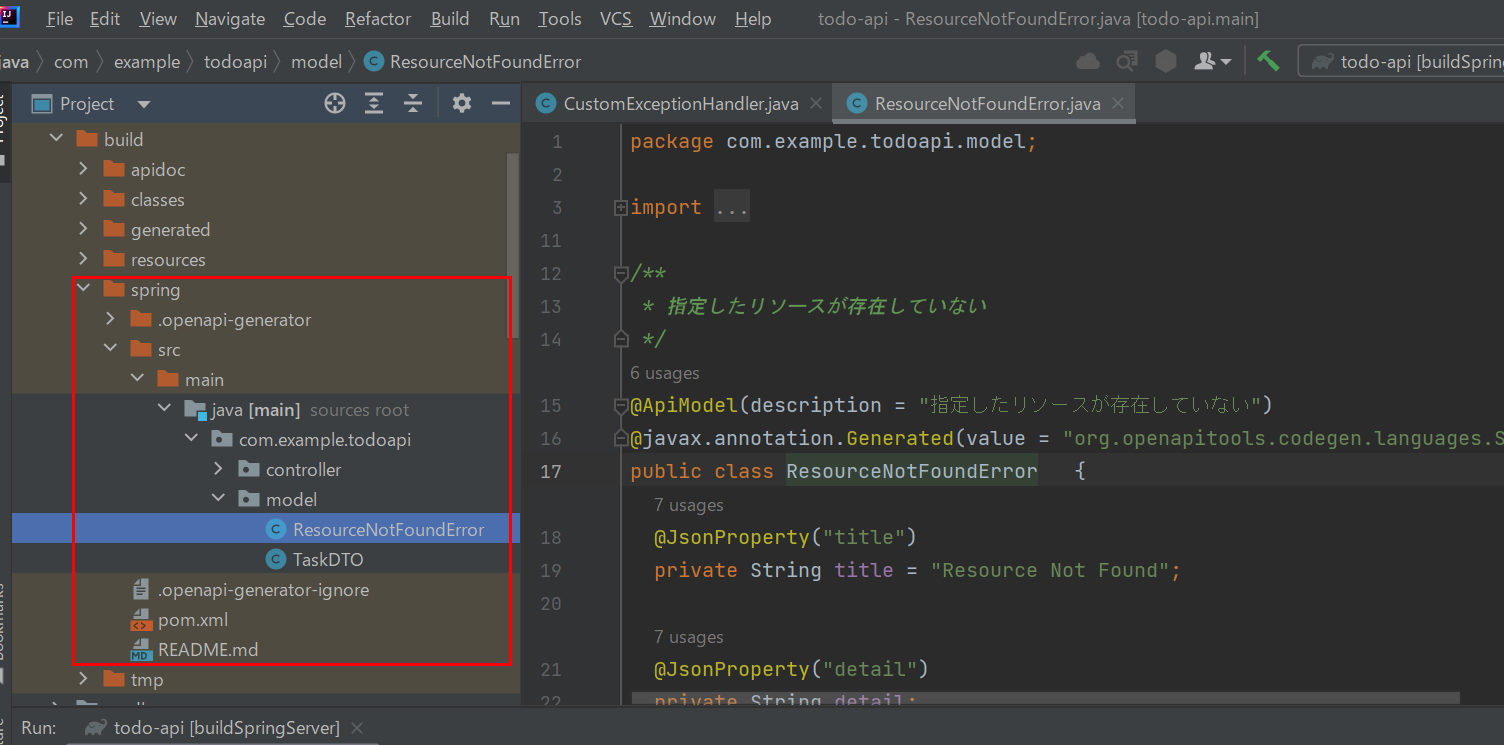 File Edit View Navigate Code Refactor Build Run Tools VCS Window Help todo-api - ResourceNotFoundError.java [todo-api.main]
java com example todoapi model ResourceNotFoundError todo-api [buildSpring
Project
CustomExceptionHandler.java ResourceNotFoundError.java
build
apidoc
classes
generated
resources
spring
.openapi-generator
src
main
java [main] sources root
com.example.todoapi
controller
model
ResourceNotFoundError
TaskDTO
.openapi-generator-ignore
pom.xml
README.md
tmp
1 package com.example.todoapi.model;
2
3 import ...
11
12 /**
13 * 指定したリソースが存在していない
14 */
6 usages
15 @ApiModel(description = "指定したリソースが存在していない")
16 @javax.annotation.Generated(value = "org.openapitools.codegen.languages.S
17 public class ResourceNotFoundError {
7 usages
18 @JsonProperty("title")
19 private String title = "Resource Not Found";
20
7 usages
21 @JsonProperty("detail")
22 private String detail;
Run: todo-api [buildSpringServer]